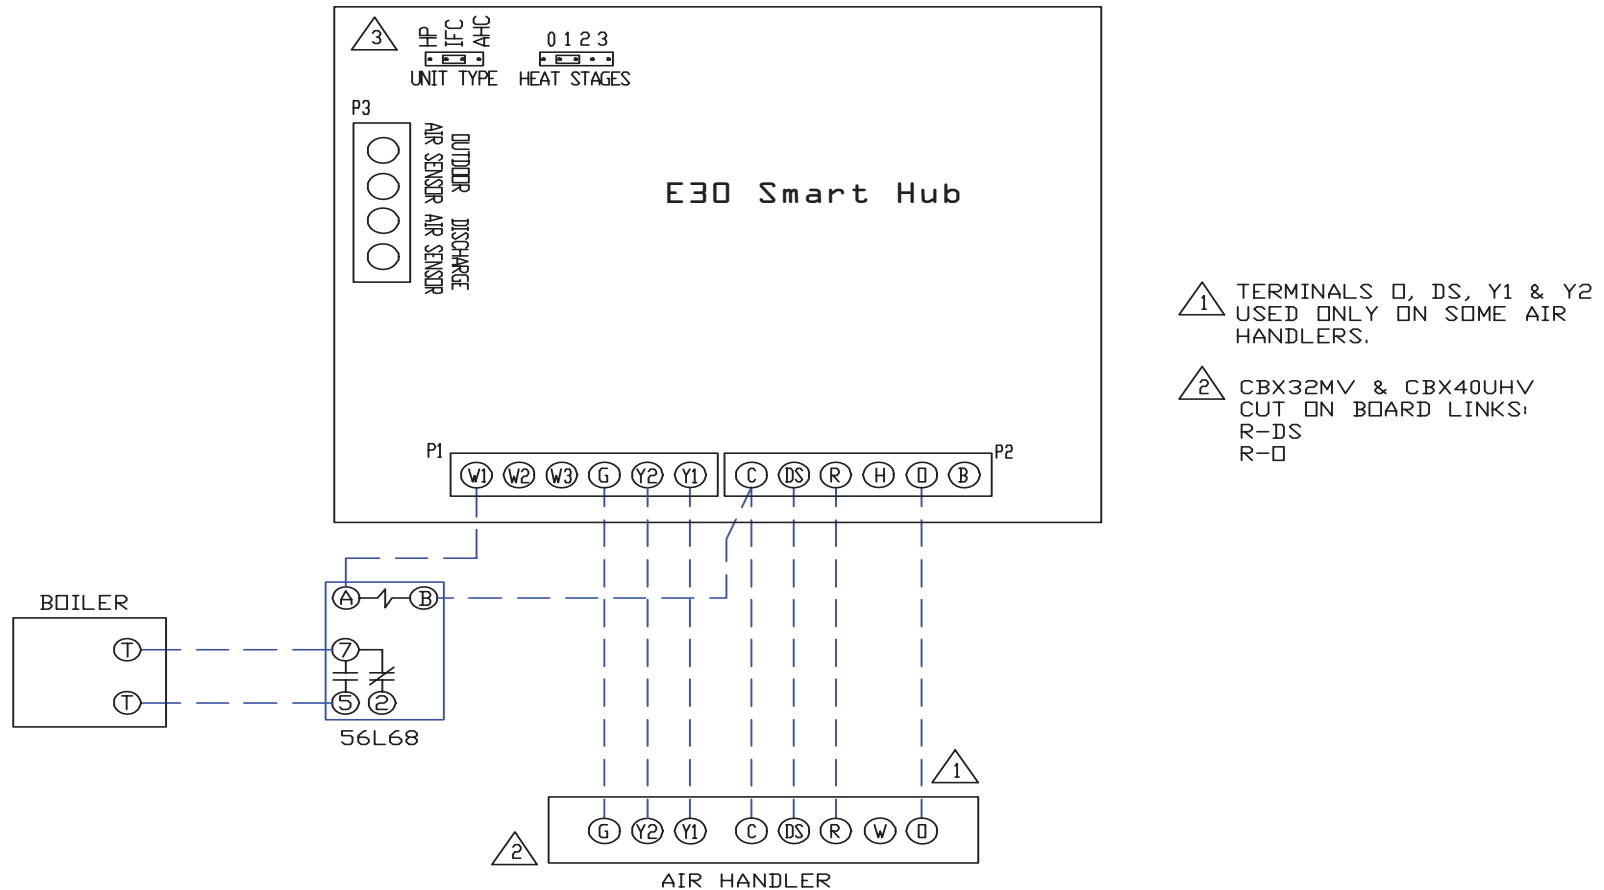 3
HP
IFC
AHC
0 1 2 3
UNIT TYPE
HEAT STAGES
P3
OUTDOOR
AIR SENSOR
DISCHARGE
AIR SENSOR
E30 Smart Hub
1
TERMINALS O, DS, Y1 & Y2
USED ONLY ON SOME AIR
HANDLERS.
2
CBX32MV & CBX40UHV
CUT ON BOARD LINKS:
R-DS
R-O
P1
W1 W2 W3 G Y2 Y1
C DS R H O B
P2
A B
BOILER
T
7
T
5 2
56L68
1
G Y2 Y1 C DS R W O
2
AIR HANDLER